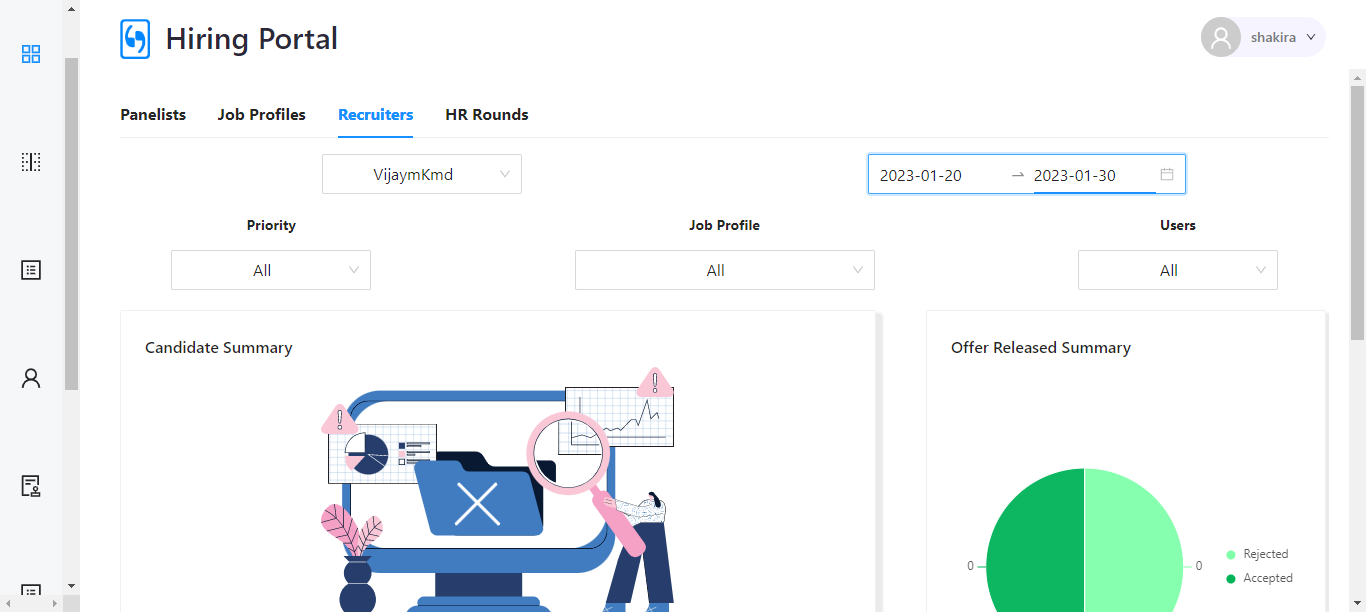 Hiring Portal
shakira
Panelists Job Profiles Recruiters HR Rounds
VijaymKmd 2023-01-20 → 2023-01-30
Priority Job Profile Users
All All All
Candidate Summary Offer Released Summary
0 0
Rejected
Accepted